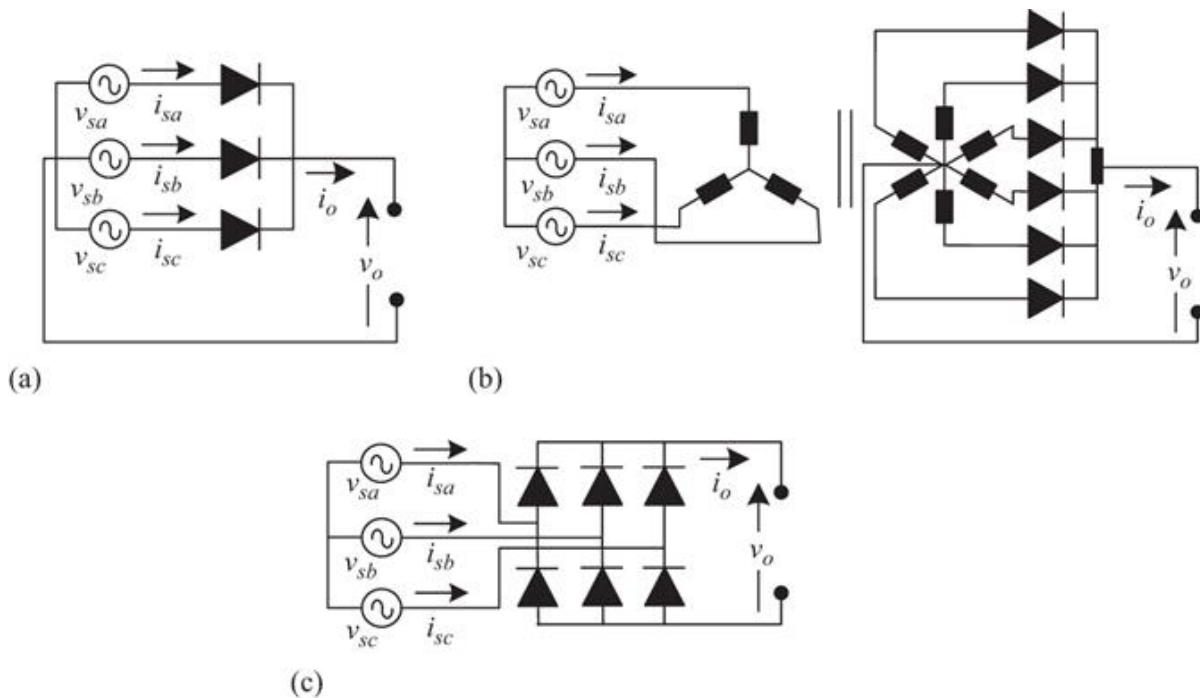 v_sa i_sa
v_sb i_sb
v_sc i_sc
i_o
v_o
(a)
v_sa i_sa
v_sb i_sb
v_sc i_sc
i_o
v_o
(b)
v_sa i_sa
v_sb i_sb
v_sc i_sc
i_o
v_o
(c)